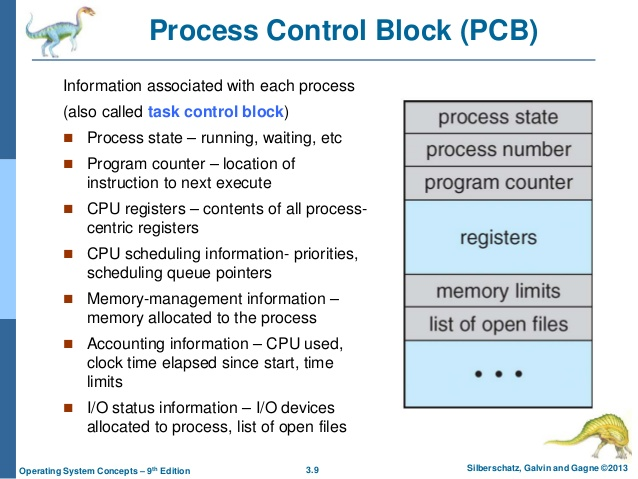 Process Control Block (PCB)
Information associated with each process
(also called task control block)
Process state – running, waiting, etc
Program counter – location of
instruction to next execute
CPU registers – contents of all process-
centric registers
CPU scheduling information- priorities,
scheduling queue pointers
Memory-management information –
memory allocated to the process
Accounting information – CPU used,
clock time elapsed since start, time
limits
I/O status information – I/O devices
allocated to process, list of open files
process state
process number
program counter
registers
memory limits
list of open files
• • •
Operating System Concepts – 9th Edition
3.9
Silberschatz, Galvin and Gagne ©2013